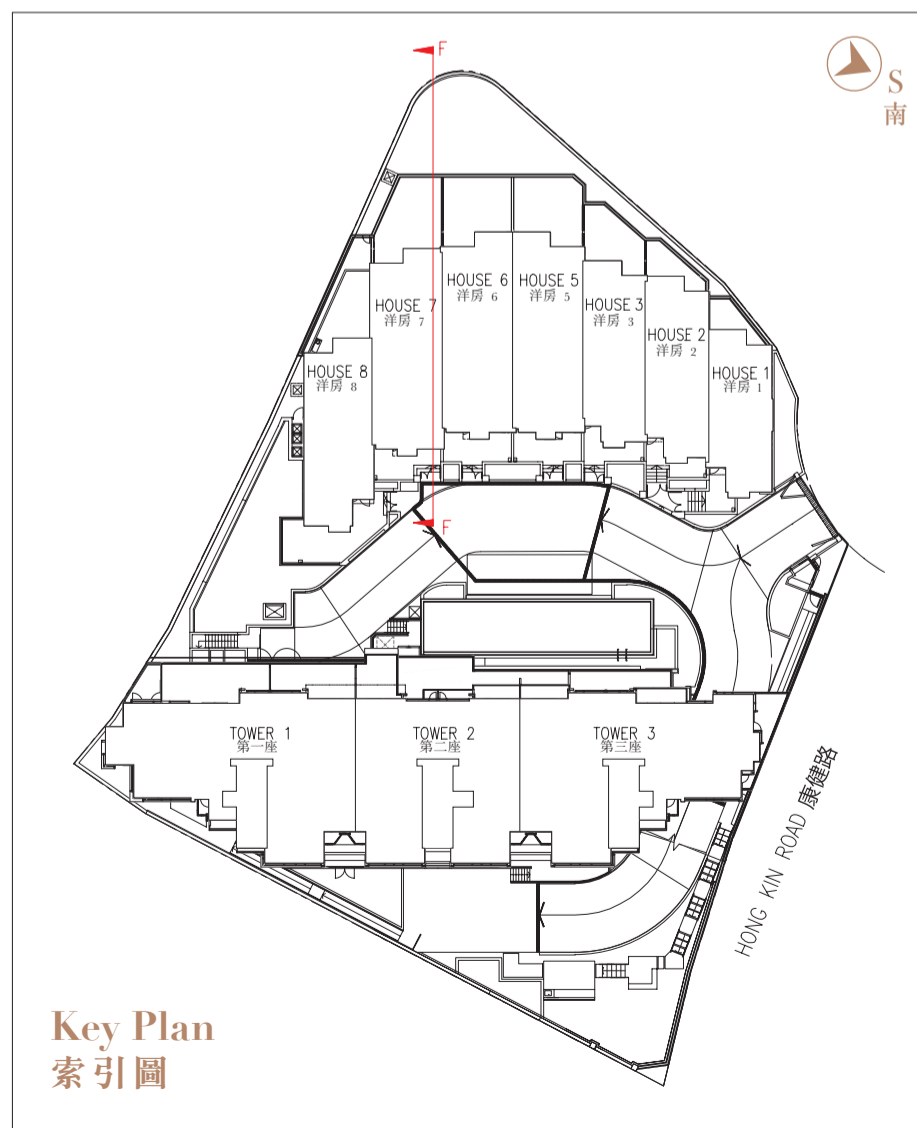 F
S
南
HOUSE 6
洋房 6
HOUSE 5
洋房 5
HOUSE 7
洋房 7
HOUSE 3
洋房 3
HOUSE 2
洋房 2
HOUSE 1
洋房 1
HOUSE 8
洋房 8
F
TOWER 1
第一座
TOWER 2
第二座
TOWER 3
第三座
HONG KIN ROAD 康健路
Key Plan
索引圖